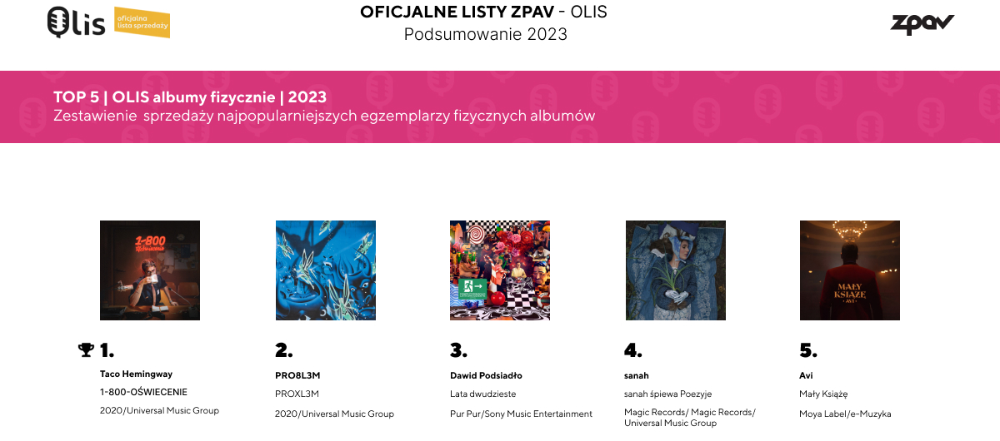 Olis
oficjalna
lista sprzedaży
OFICJALNE LISTY ZPAV - OLIS
Podsumowanie 2023
zpav
TOP 5 | OLIS albumy fizycznie | 2023
Zestawienie sprzedaży najpopularniejszych egzemplarzy fizycznych albumów
1-800
Oświecenie
MAŁY
KSIĄŻĘ
AVI
1.
Taco Hemingway
1-800-OŚWIECENIE
2020/Universal Music Group
2.
PRO8L3M
PROXL3M
2020/Universal Music Group
3.
Dawid Podsiadło
Lata dwudzieste
Pur Pur/Sony Music Entertainment
4.
sanah
sanah śpiewa Poezyje
Magic Records/ Magic Records/
Universal Music Group
5.
Avi
Mały Książę
Moya Label/e-Muzyka